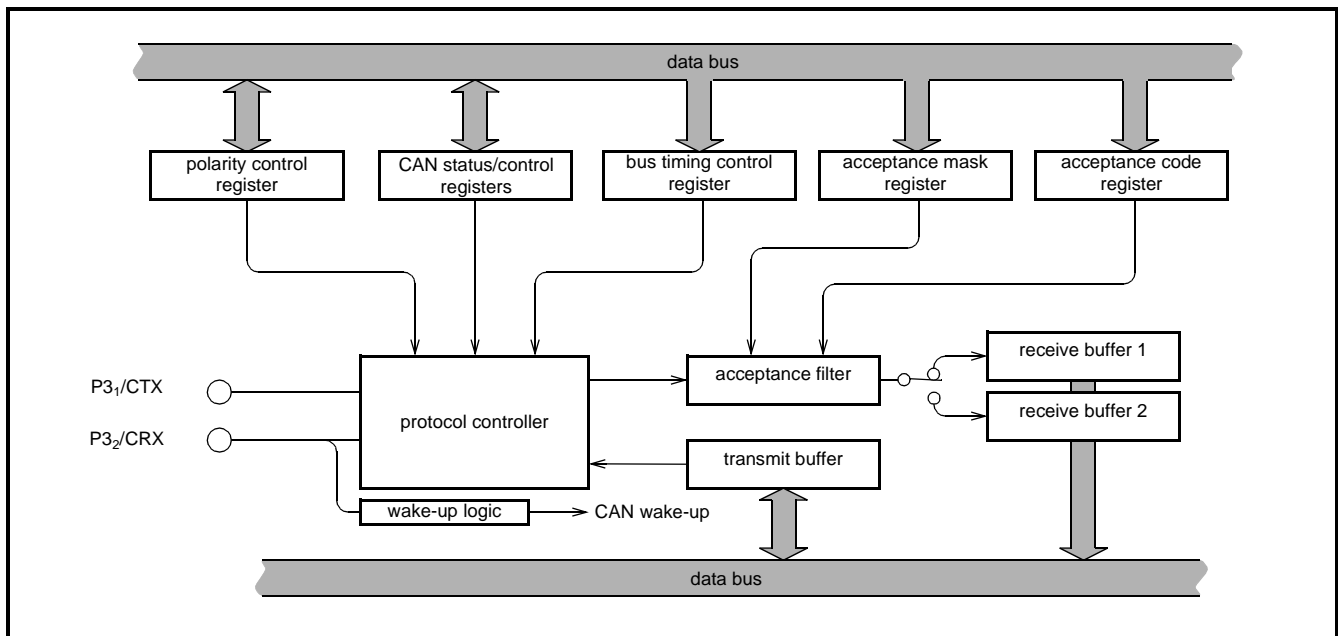 data bus
polarity control
register
CAN status/control
registers
bus timing control
register
acceptance mask
register
acceptance code
register
P3₁/CTX
P3₂/CRX
protocol controller
acceptance filter
receive buffer 1
receive buffer 2
transmit buffer
wake-up logic
CAN wake-up
data bus